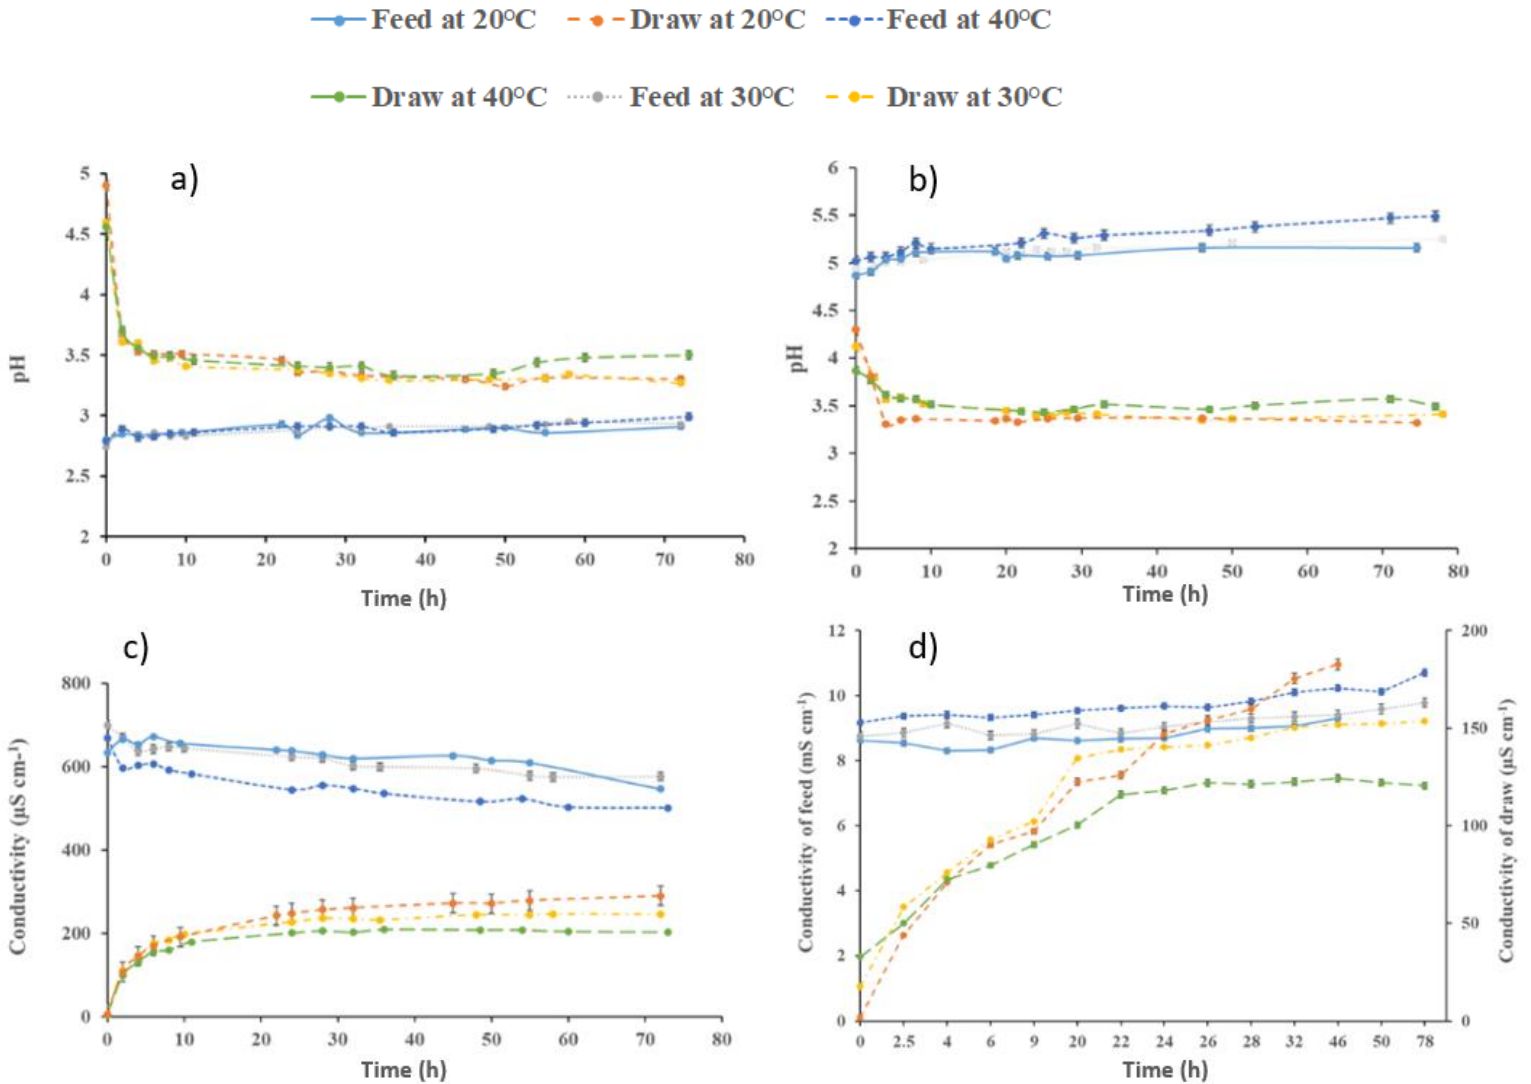 Feed at 20°C Draw at 20°C Feed at 40°C
Draw at 40°C Feed at 30°C Draw at 30°C
a)
5
4.5
4
3.5
3
2.5
2
pH
0 10 20 30 40 50 60 70 80
Time (h)
b)
6
5.5
5
4.5
4
3.5
3
2.5
2
pH
0 10 20 30 40 50 60 70 80
Time (h)
c)
800
600
400
200
0
Conductivity (µS cm-¹)
0 10 20 30 40 50 60 70 80
Time (h)
d)
12
10
8
6
4
2
0
Conductivity of feed (mS cm⁻¹)
200
150
100
50
0
Conductivity of draw (µS cm⁻¹)
0 2.5 4 6 9 20 22 24 26 28 32 46 50 78
Time (h)